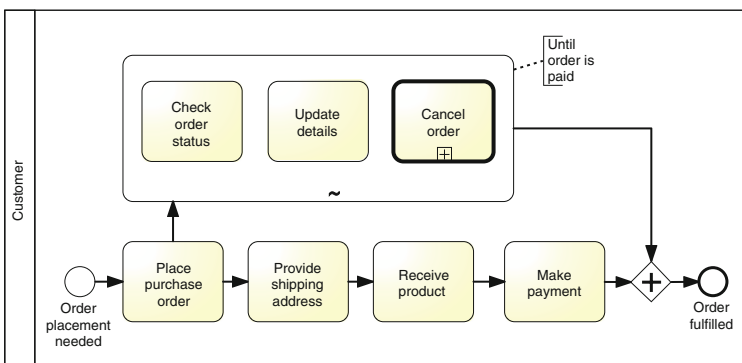 Customer
Until
order is
paid
Check
order
status
Update
details
Cancel
order
~
Place
purchase
order
Provide
shipping
address
Receive
product
Make
payment
Order
placement
needed
Order
fulfilled